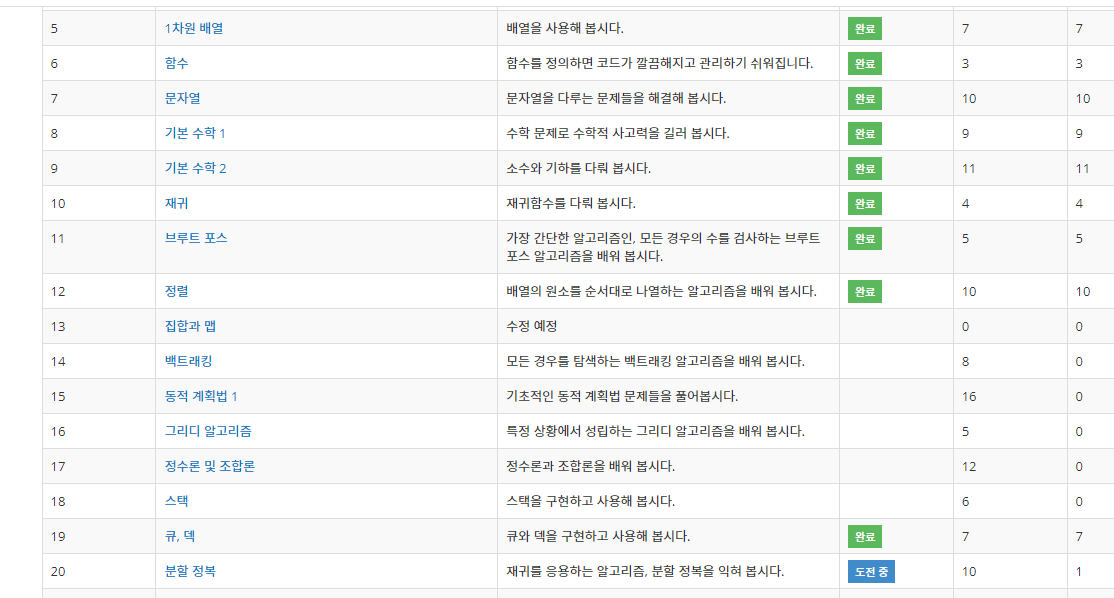 5 1차원 배열 배열을 사용해 봅시다. 완료 7 7
6 함수 함수를 정의하면 코드가 깔끔해지고 관리하기 쉬워집니다. 완료 3 3
7 문자열 문자열을 다루는 문제들을 해결해 봅시다. 완료 10 10
8 기본 수학 1 수학 문제로 수학적 사고력을 길러 봅시다. 완료 9 9
9 기본 수학 2 소수와 기하를 다뤄 봅시다. 완료 11 11
10 재귀 재귀함수를 다뤄 봅시다. 완료 4 4
11 브루트 포스 가장 간단한 알고리즘인, 모든 경우의 수를 검사하는 브루트 완료 5 5
포스 알고리즘을 배워 봅시다.
12 정렬 배열의 원소를 순서대로 나열하는 알고리즘을 배워 봅시다. 완료 10 10
13 집합과 맵 수정 예정 0 0
14 백트래킹 모든 경우를 탐색하는 백트래킹 알고리즘을 배워 봅시다. 8 0
15 동적 계획법 1 기초적인 동적 계획법 문제들을 풀어봅시다. 16 0
16 그리디 알고리즘 특정 상황에서 성립하는 그리디 알고리즘을 배워 봅시다. 5 0
17 정수론 및 조합론 정수론과 조합론을 배워 봅시다. 12 0
18 스택 스택을 구현하고 사용해 봅시다. 6 0
19 큐, 덱 큐와 덱을 구현하고 사용해 봅시다. 완료 7 7
20 분할 정복 재귀를 응용하는 알고리즘, 분할 정복을 익혀 봅시다. 도전 중 10 1